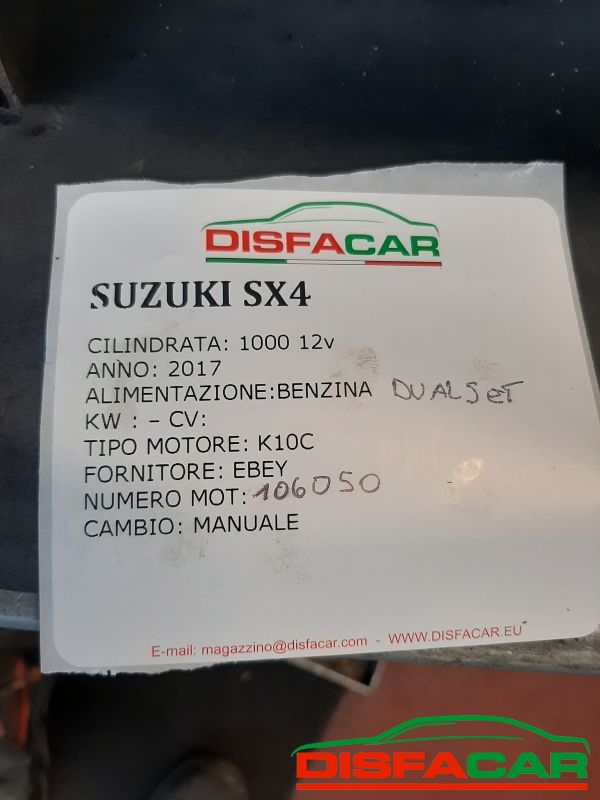 DISFACAR
SUZUKI SX4
CILINDRATA: 1000 12v
ANNO: 2017
ALIMENTAZIONE:BENZINA DUALJET
KW : – CV:
TIPO MOTORE: K10C
FORNITORE: EBEY
NUMERO MOT: 106050
CAMBIO: MANUALE
E-mail: magazzino@disfacar.com - WWW.DISFACAR.EU
DISFACAR